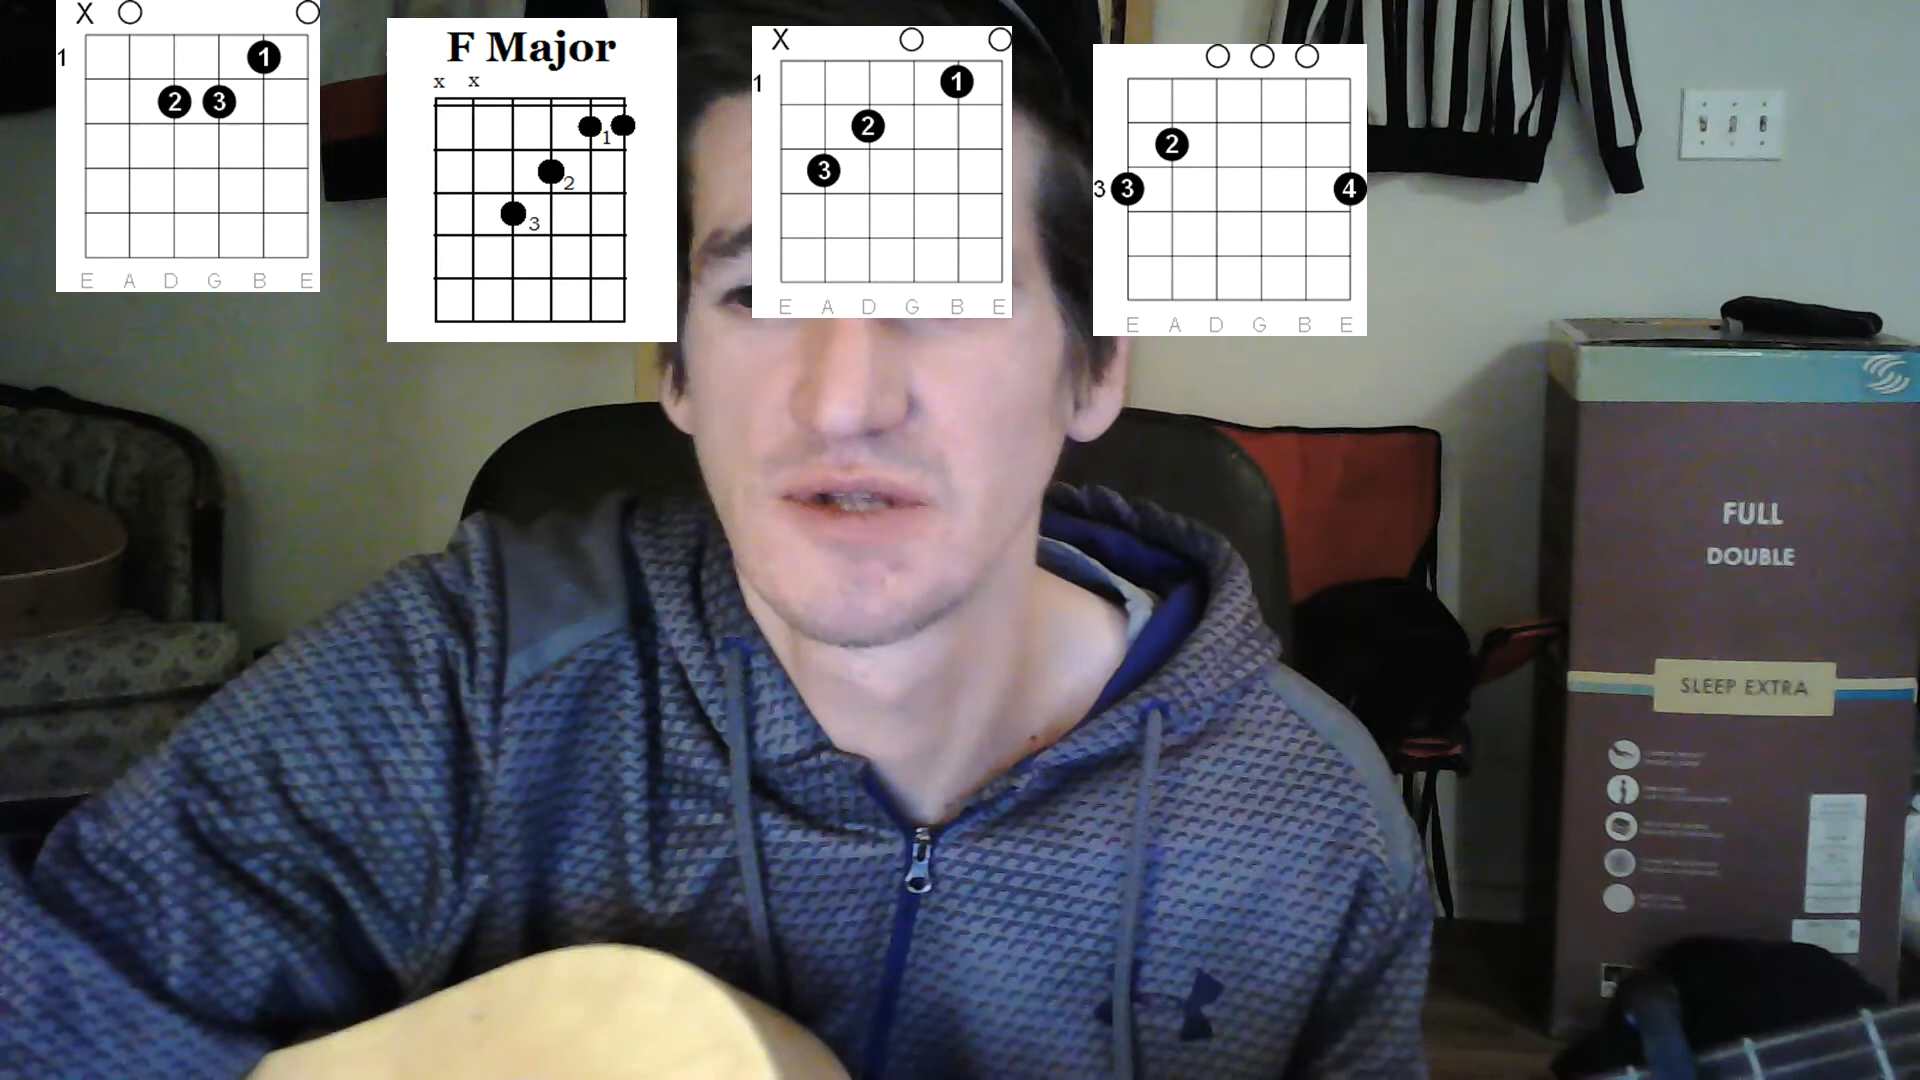 X
1
1
2 3
E A D G B E
F Major
x x
1
2
3
X
1
1
2
3
E A D G B E
2
3 3 4
E A D G B E
FULL
DOUBLE
SLEEP EXTRA